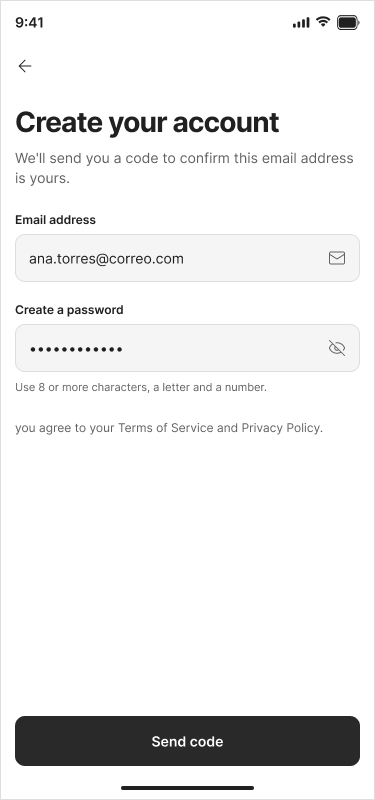 9:41
Create your account
We'll send you a code to confirm this email address
is yours.
Email address
ana.torres@correo.com
Create a password
••••••••••••
Use 8 or more characters, a letter and a number.
you agree to your Terms of Service and Privacy Policy.
Send code